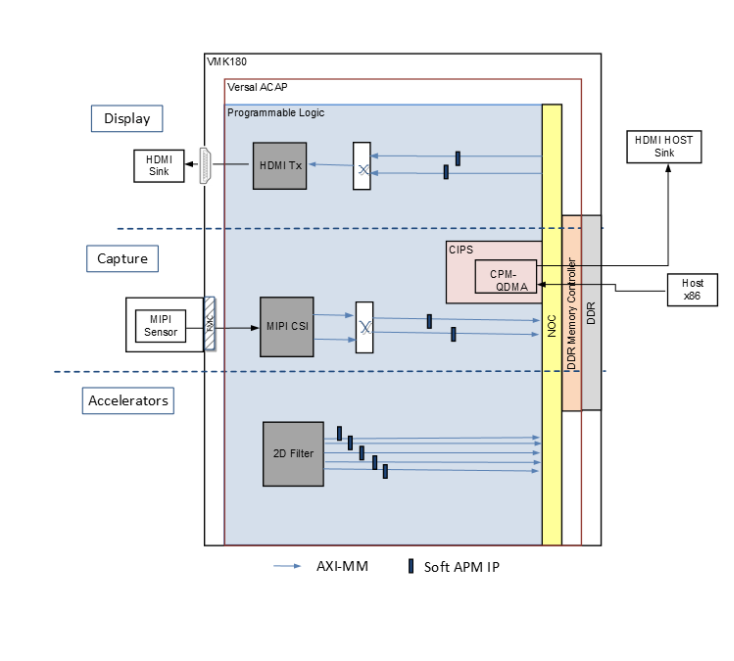 VMK180
Versal ACAP
Programmable Logic
Display
HDMI
Sink
HDMI Tx
HDMI HOST
Sink
Capture
CIPS
CPM-
QDMA
Host
x86
MIPI
Sensor
FMC
MIPI CSI
NOC
DDR Memory Controller
DDR
Accelerators
2D Filter
AXI-MM
Soft APM IP